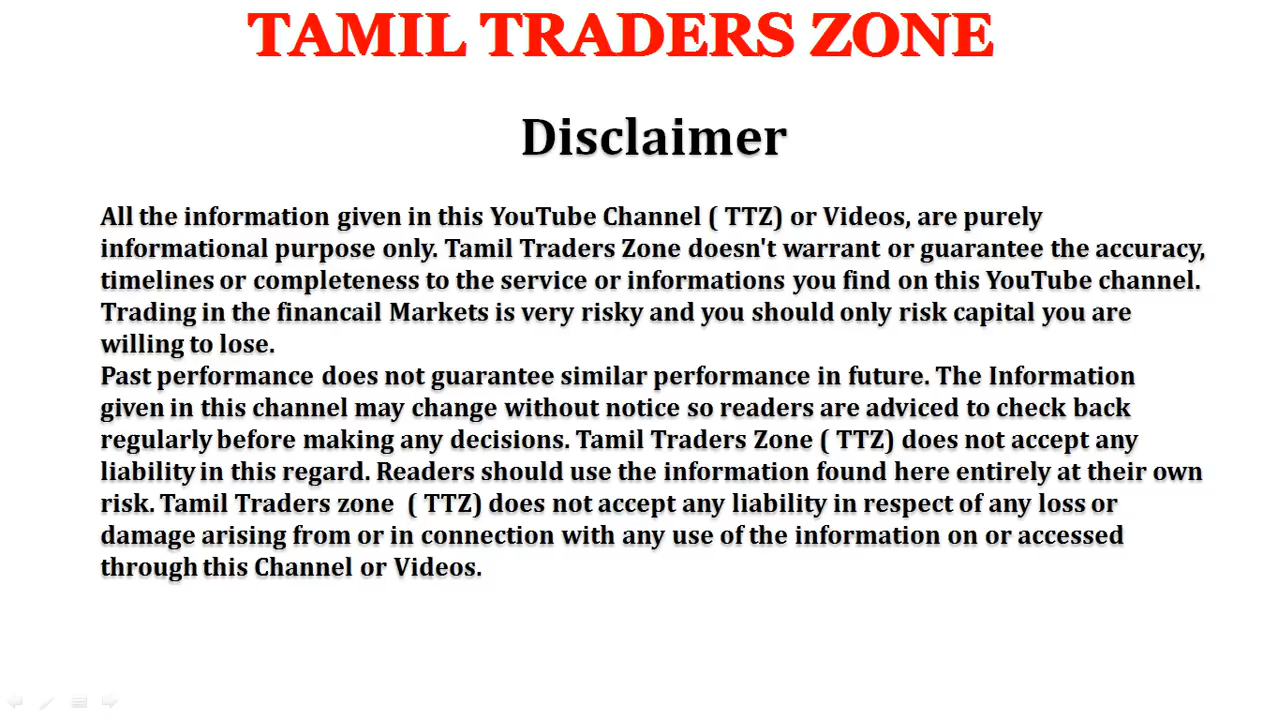 TAMIL TRADERS ZONE
Disclaimer
All the information given in this YouTube Channel ( TTZ) or Videos, are purely
informational purpose only. Tamil Traders Zone doesn't warrant or guarantee the accuracy,
timelines or completeness to the service or informations you find on this YouTube channel.
Trading in the financail Markets is very risky and you should only risk capital you are
willing to lose.
Past performance does not guarantee similar performance in future. The Information
given in this channel may change without notice so readers are adviced to check back
regularly before making any decisions. Tamil Traders Zone ( TTZ) does not accept any
liability in this regard. Readers should use the information found here entirely at their own
risk. Tamil Traders zone  ( TTZ) does not accept any liability in respect of any loss or
damage arising from or in connection with any use of the information on or accessed
through this Channel or Videos.